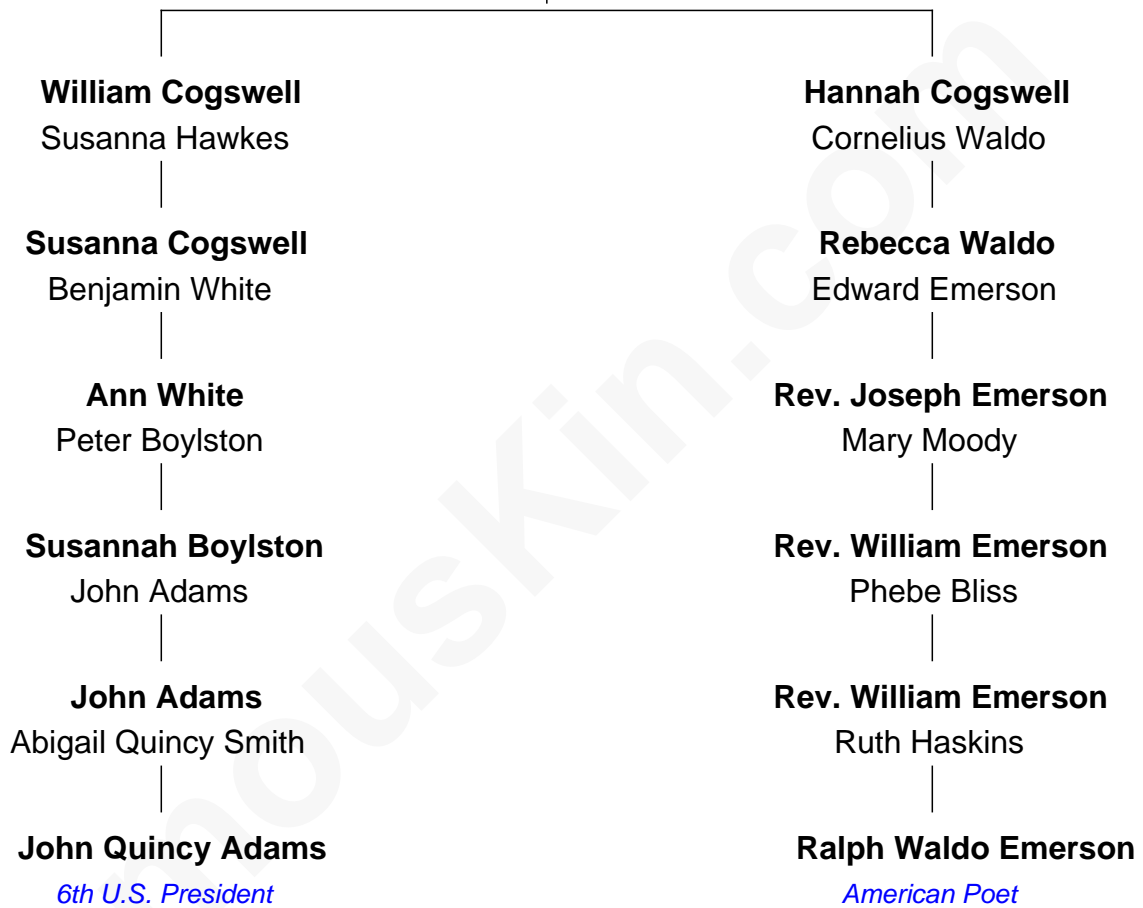 William Cogswell
Susanna Hawkes
Susanna Cogswell
Benjamin White
Ann White
Peter Boylston
Susannah Boylston
John Adams
John Adams
Abigail Quincy Smith
John Quincy Adams
6th U.S. President
Hannah Cogswell
Cornelius Waldo
Rebecca Waldo
Edward Emerson
Rev. Joseph Emerson
Mary Moody
Rev. William Emerson
Phebe Bliss
Rev. William Emerson
Ruth Haskins
Ralph Waldo Emerson
American Poet
mousKin.com